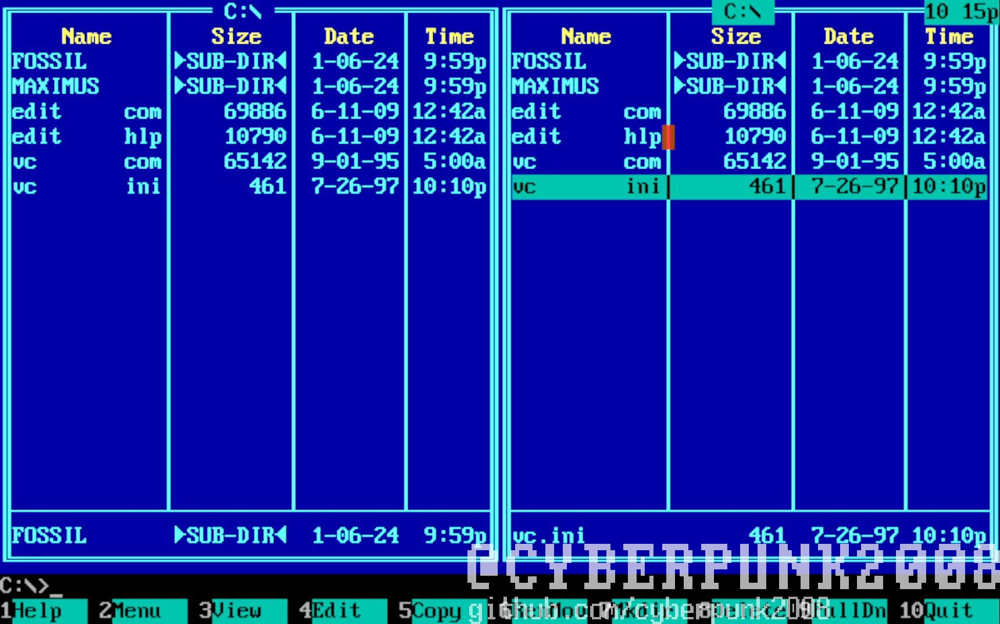 C:\ C:\ 10 15p
Name Size Date Time Name Size Date Time
FOSSIL ►SUB-DIR◄ 1-06-24 9:59p FOSSIL ►SUB-DIR◄ 1-06-24 9:59p
MAXIMUS ►SUB-DIR◄ 1-06-24 9:59p MAXIMUS ►SUB-DIR◄ 1-06-24 9:59p
edit com 69886 6-11-09 12:42a edit com 69886 6-11-09 12:42a
edit hlp 10790 6-11-09 12:42a edit hlp 10790 6-11-09 12:42a
vc com 65142 9-01-95 5:00a vc com 65142 9-01-95 5:00a
vc ini 461 7-26-97 10:10p vc ini 461 7-26-97 10:10p
FOSSIL ►SUB-DIR◄ 1-06-24 9:59p vc.ini 461 7-26-97 10:10p
@CYBERPUNK2008
C:\>_
1Help 2Menu 3View 4Edit 5Copy 6RenMov 7Mkdir 8Delete 9PullDn 10Quit
github.com/cyberpunk2008